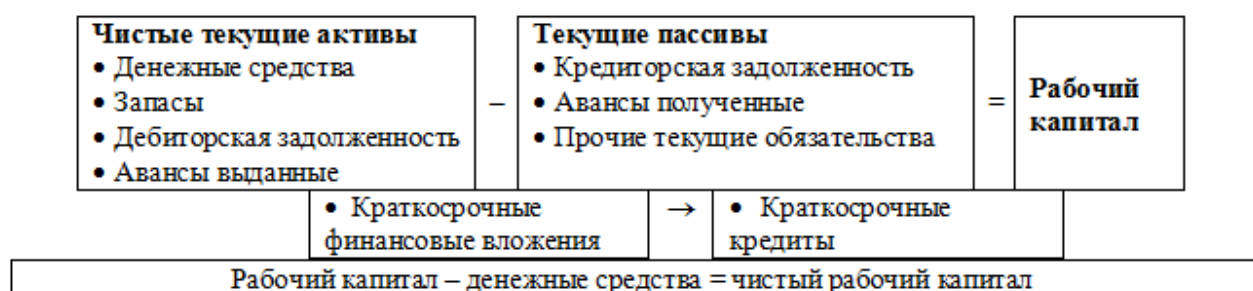 Чистые текущие активы
• Денежные средства
• Запасы
• Дебиторская задолженность
• Авансы выданные
–
Текущие пассивы
• Кредиторская задолженность
• Авансы полученные
• Прочие текущие обязательства
=
Рабочий
капитал
• Краткосрочные
финансовые вложения
→
• Краткосрочные
кредиты
Рабочий капитал – денежные средства = чистый рабочий капитал